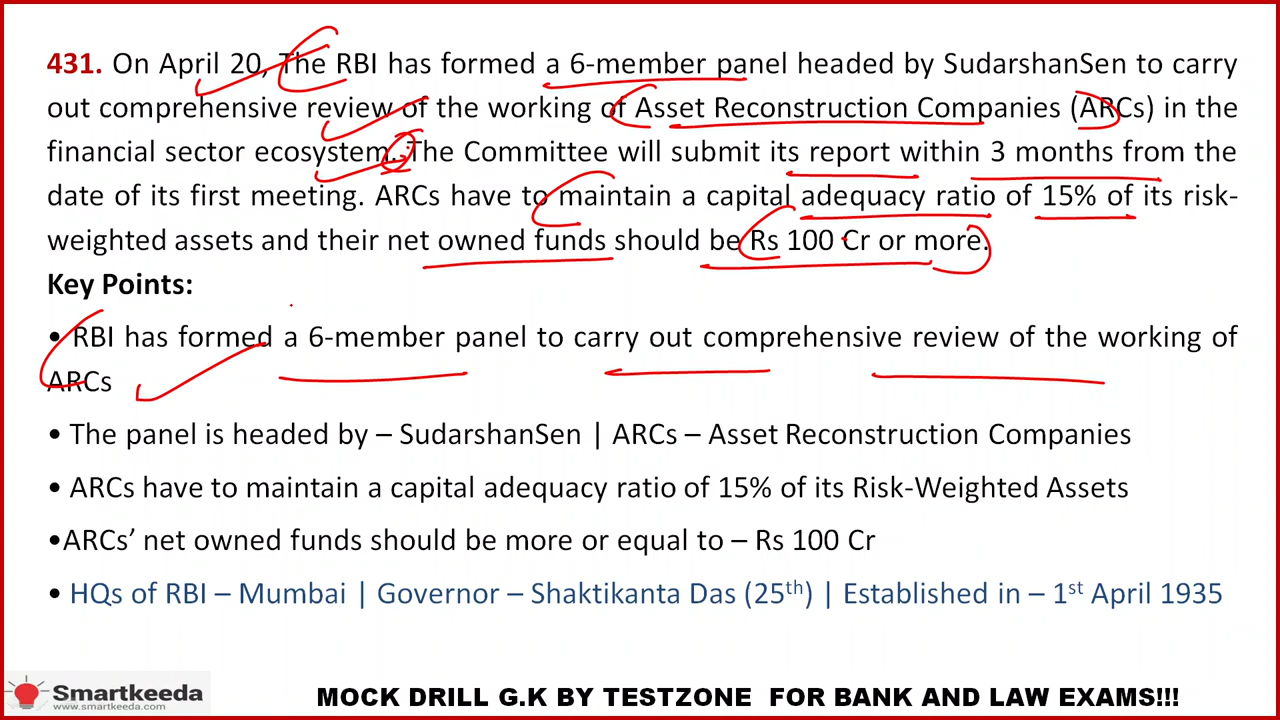 431. On April 20, The RBI has formed a 6-member panel headed by SudarshanSen to carry
out comprehensive review of the working of Asset Reconstruction Companies (ARCs) in the
financial sector ecosystem.. The Committee will submit its report within 3 months from the
date of its first meeting. ARCs have to maintain a capital adequacy ratio of 15% of its risk-
weighted assets and their net owned funds should be Rs 100 Cr or more.
Key Points:
• RBI has formed a 6-member panel to carry out comprehensive review of the working of
ARCs
• The panel is headed by – SudarshanSen | ARCs – Asset Reconstruction Companies
• ARCs have to maintain a capital adequacy ratio of 15% of its Risk-Weighted Assets
•ARCs’ net owned funds should be more or equal to – Rs 100 Cr
• HQs of RBI – Mumbai | Governor – Shaktikanta Das (25th) | Established in – 1st April 1935
Smartkeeda
www.smartkeeda.com
MOCK DRILL G.K BY TESTZONE FOR BANK AND LAW EXAMS!!!